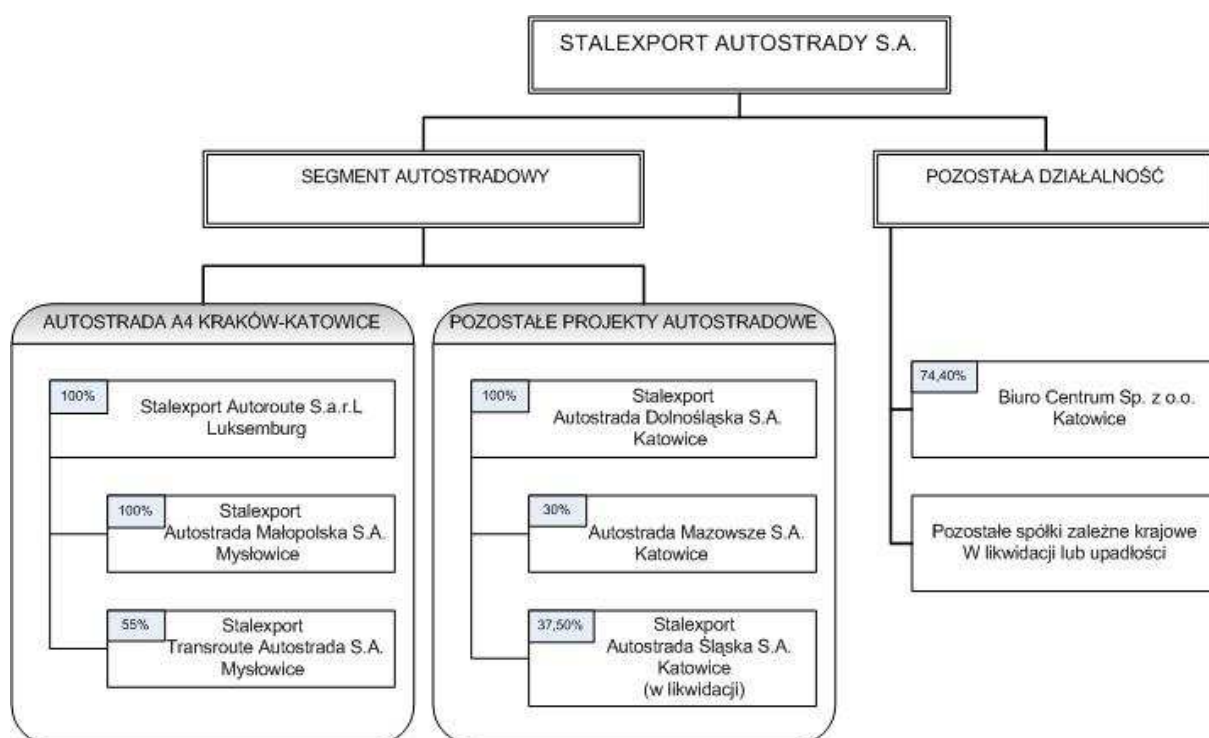 STALEXPORT AUTOSTRADY S.A.
SEGMENT AUTOSTRADOWY
POZOSTAŁA DZIAŁALNOŚĆ
AUTOSTRADA A4 KRAKÓW-KATOWICE
100%
Stalexport Autoroute S.a.r.L
Luksemburg
100%
Stalexport
Autostrada Małopolska S.A.
Mysłowice
55%
Stalexport
Transroute Autostrada S.A.
Mysłowice
POZOSTAŁE PROJEKTY AUTOSTRADOWE
100%
Stalexport
Autostrada Dolnośląska S.A.
Katowice
30%
Autostrada Mazowsze S.A.
Katowice
37,50%
Stalexport
Autostrada Śląska S.A.
Katowice
(w likwidacji)
74,40%
Biuro Centrum Sp. z o.o.
Katowice
Pozostałe spółki zależne krajowe
W likwidacji lub upadłości